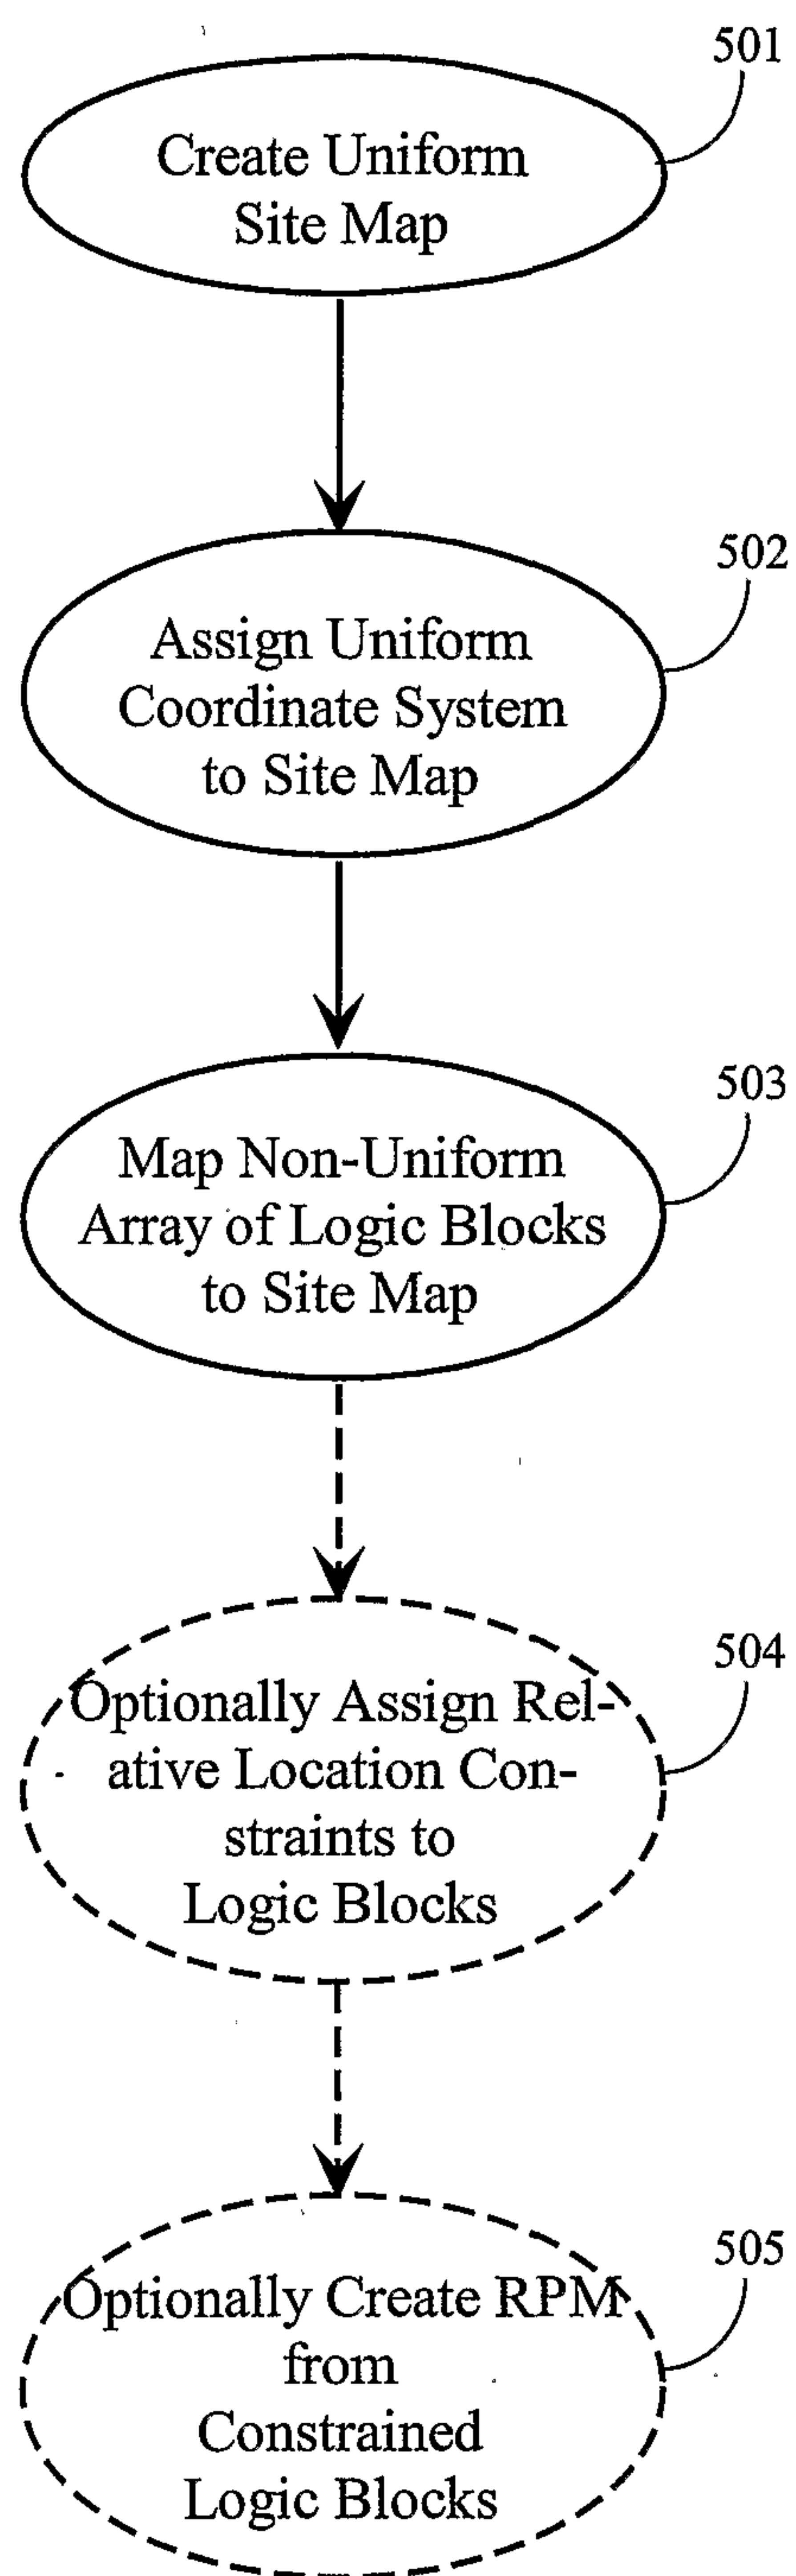 501
Create Uniform
Site Map
502
Assign Uniform
Coordinate System
to Site Map
503
Map Non-Uniform
Array of Logic Blocks
to Site Map
504
Optionally Assign Rel-
ative Location Con-
straints to
Logic Blocks
505
Optionally Create RPM
from
Constrained
Logic Blocks